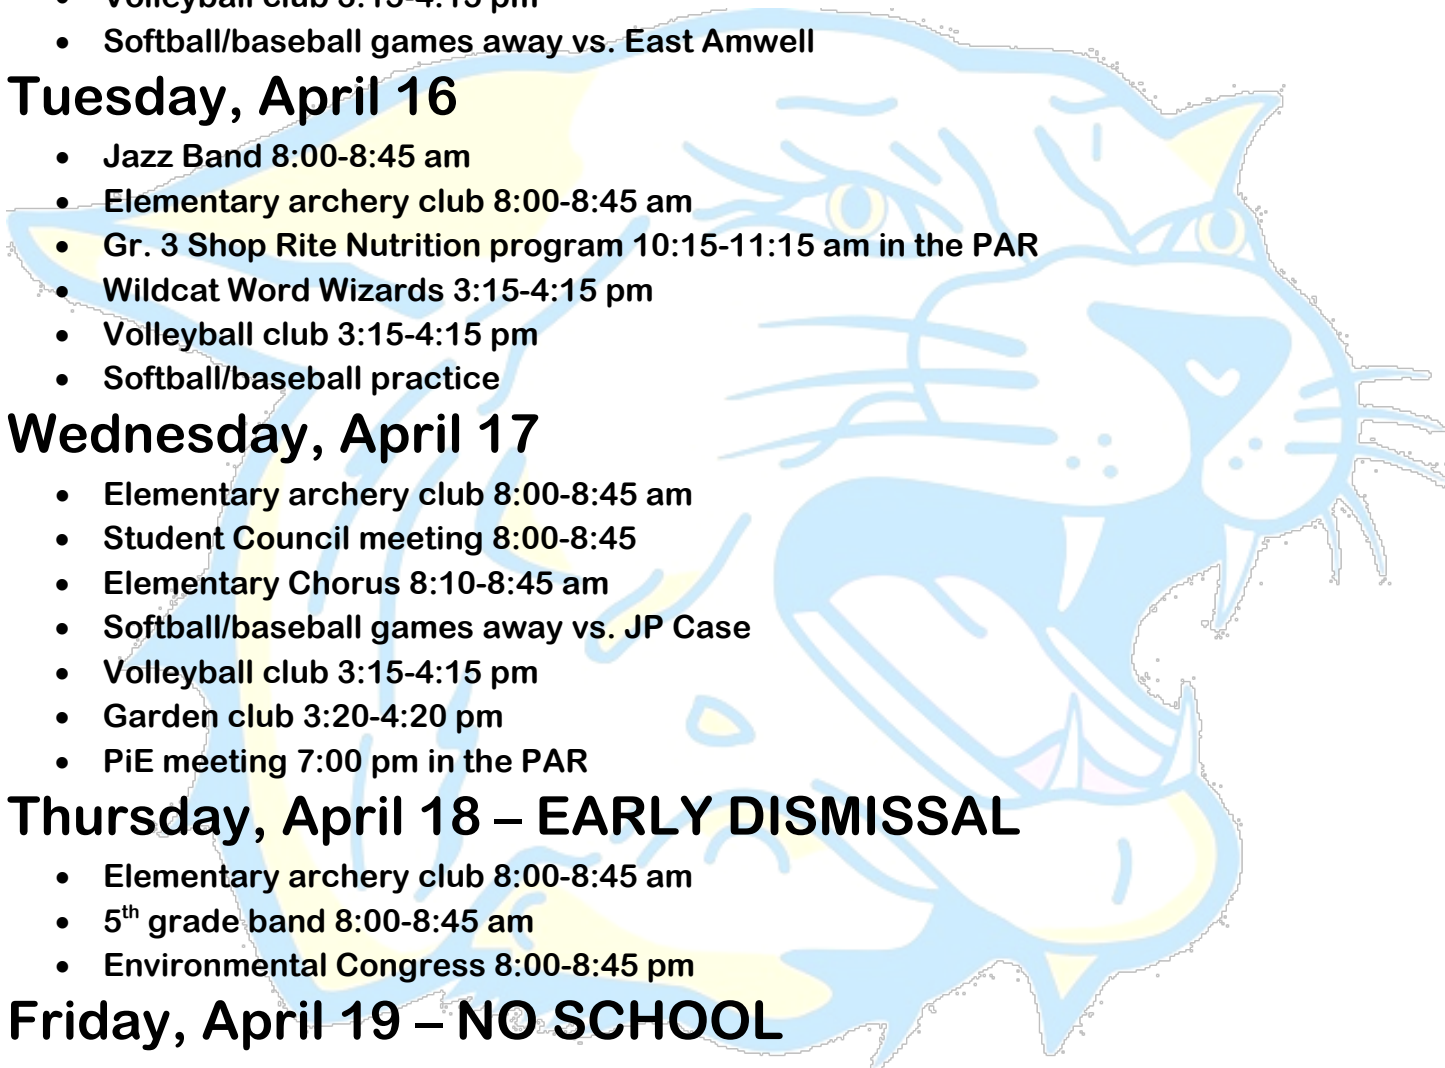 • Volleyball club 3:15-4:15 pm
• Softball/baseball games away vs. East Amwell
Tuesday, April 16
• Jazz Band 8:00-8:45 am
• Elementary archery club 8:00-8:45 am
• Gr. 3 Shop Rite Nutrition program 10:15-11:15 am in the PAR
• Wildcat Word Wizards 3:15-4:15 pm
• Volleyball club 3:15-4:15 pm
• Softball/baseball practice
Wednesday, April 17
• Elementary archery club 8:00-8:45 am
• Student Council meeting 8:00-8:45
• Elementary Chorus 8:10-8:45 am
• Softball/baseball games away vs. JP Case
• Volleyball club 3:15-4:15 pm
• Garden club 3:20-4:20 pm
• PiE meeting 7:00 pm in the PAR
Thursday, April 18 – EARLY DISMISSAL
• Elementary archery club 8:00-8:45 am
• 5th grade band 8:00-8:45 am
• Environmental Congress 8:00-8:45 pm
Friday, April 19 – NO SCHOOL